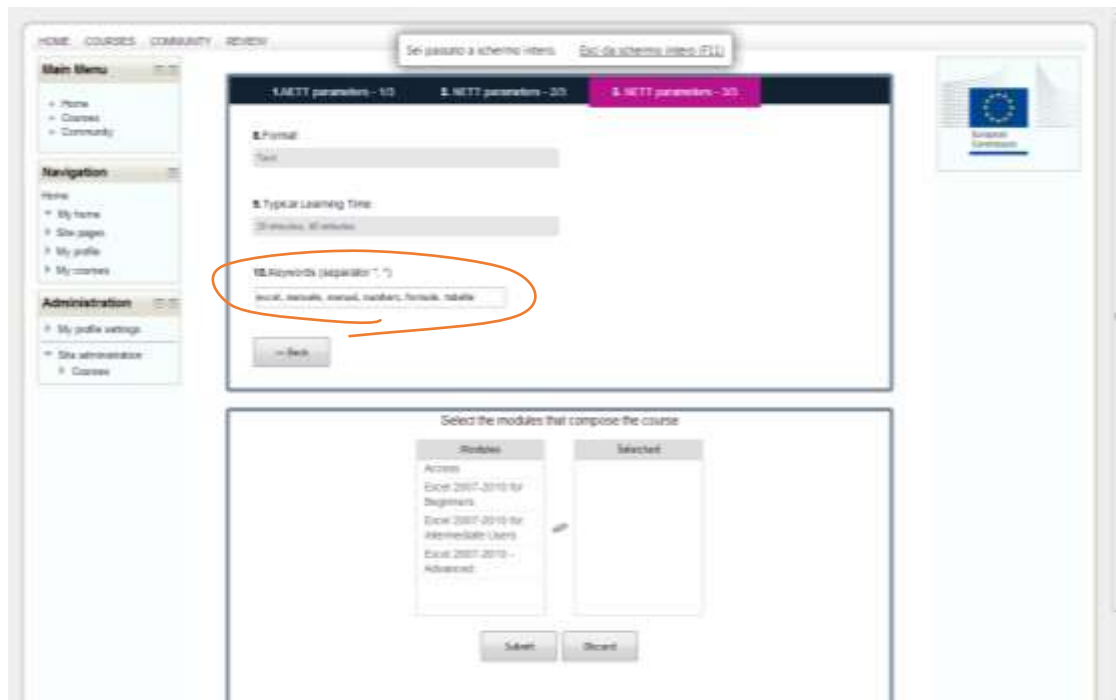 HOME COURSES COMMUNITY REVIEW
Sei passato a schermo intero. Esci da schermo intero (F11)
Main Menu
Home
Courses
Community
Navigation
Home
My home
Site pages
My profile
My courses
Administration
My profile settings
Site administration
Courses
1.NETT parameters - 1/3
2. NETT parameters - 2/3
3. NETT parameters - 3/3
8.Format
Text
9.Typical Learning Time
10.Keywords (separator ", ")
excel, manuale, manual, numbers, formule, tabelle
Back
European
Commission
Select the modules that compose the course
Modules
Selected
Access
Excel 2007-2010 for
Beginners
Excel 2007-2010 for
Intermediate Users
Excel 2007-2010 -
Advanced
Submit
Discard